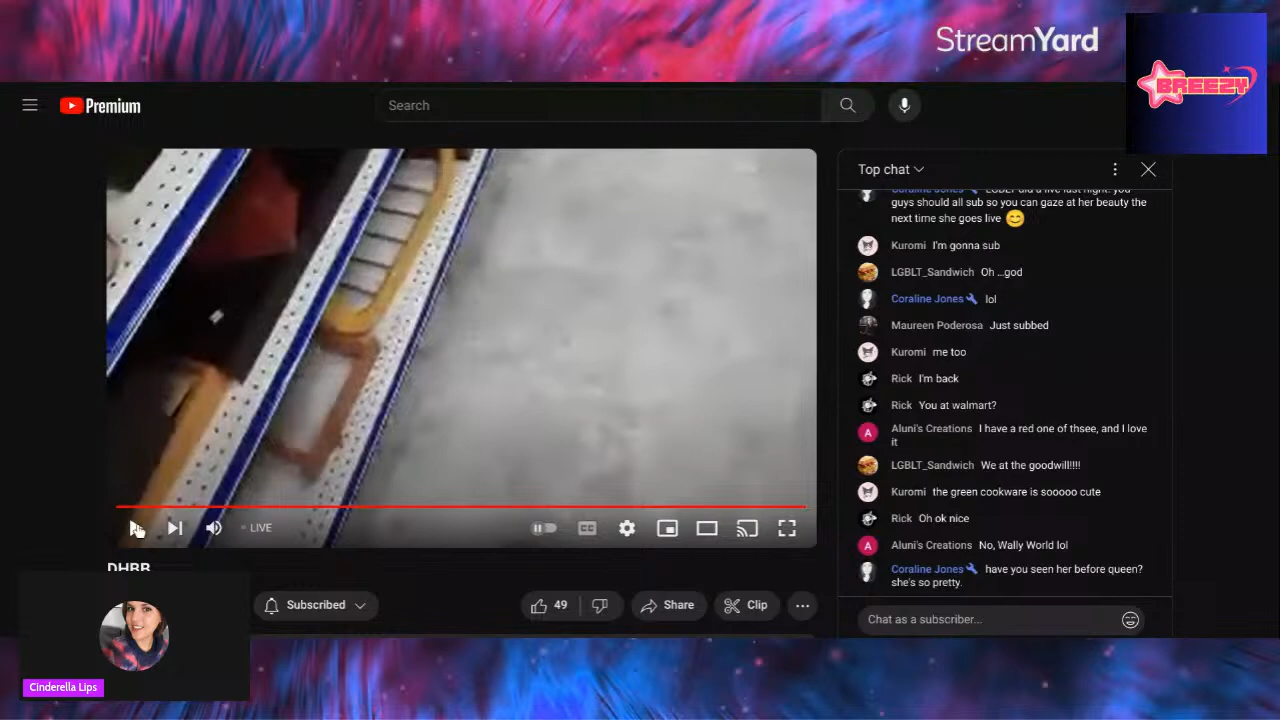 StreamYard
BREEZY
Premium
Search
Top chat
Coraline Jones LGBLT did a live last night. you
guys should all sub so you can gaze at her beauty the
next time she goes live
Kuromi I'm gonna sub
LGBLT_Sandwich Oh ...god
Coraline Jones lol
Maureen Poderosa Just subbed
Kuromi me too
Rick I'm back
Rick You at walmart?
Aluni's Creations I have a red one of thsee, and I love
it
LGBLT_Sandwich We at the goodwill!!!!
Kuromi the green cookware is sooooo cute
Rick Oh ok nice
Aluni's Creations No, Wally World lol
Coraline Jones have you seen her before queen?
she's so pretty.
Chat as a subscriber...
LIVE
CC
DHBB
Subscribed
49
Share
Clip
Cinderella Lips